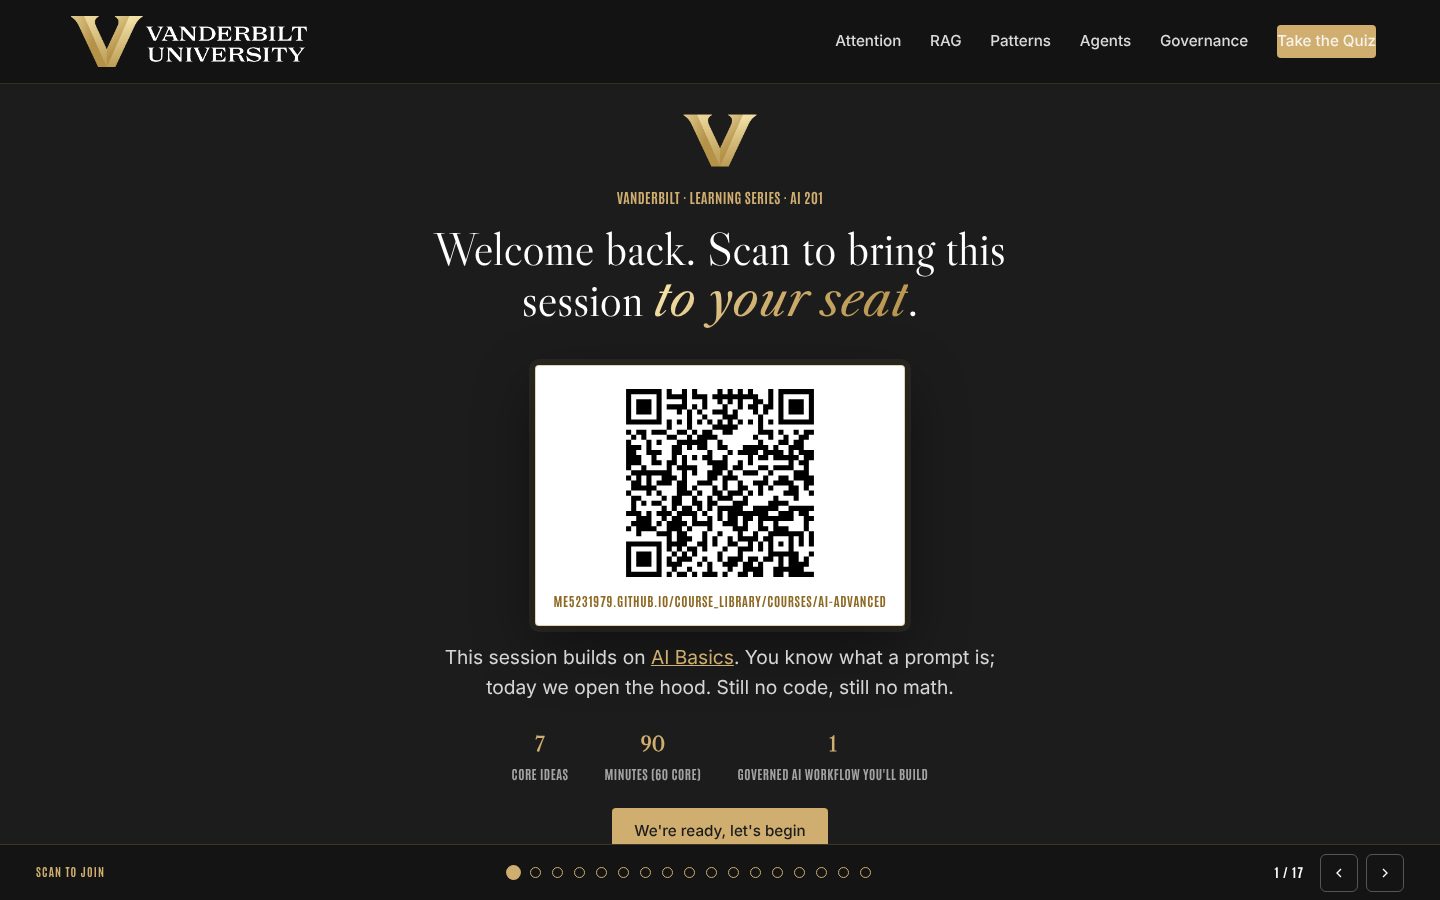 VANDERBILT
UNIVERSITY
Attention
RAG
Patterns
Agents
Governance
Take the Quiz
VANDERBILT · LEARNING SERIES · AI 201
Welcome back. Scan to bring this
session to your seat.
ME5231979.GITHUB.IO/COURSE_LIBRARY/COURSES/AI-ADVANCED
This session builds on AI Basics. You know what a prompt is;
today we open the hood. Still no code, still no math.
7
CORE IDEAS
90
MINUTES (60 CORE)
1
GOVERNED AI WORKFLOW YOU'LL BUILD
We're ready, let's begin
SCAN TO JOIN
1 / 17